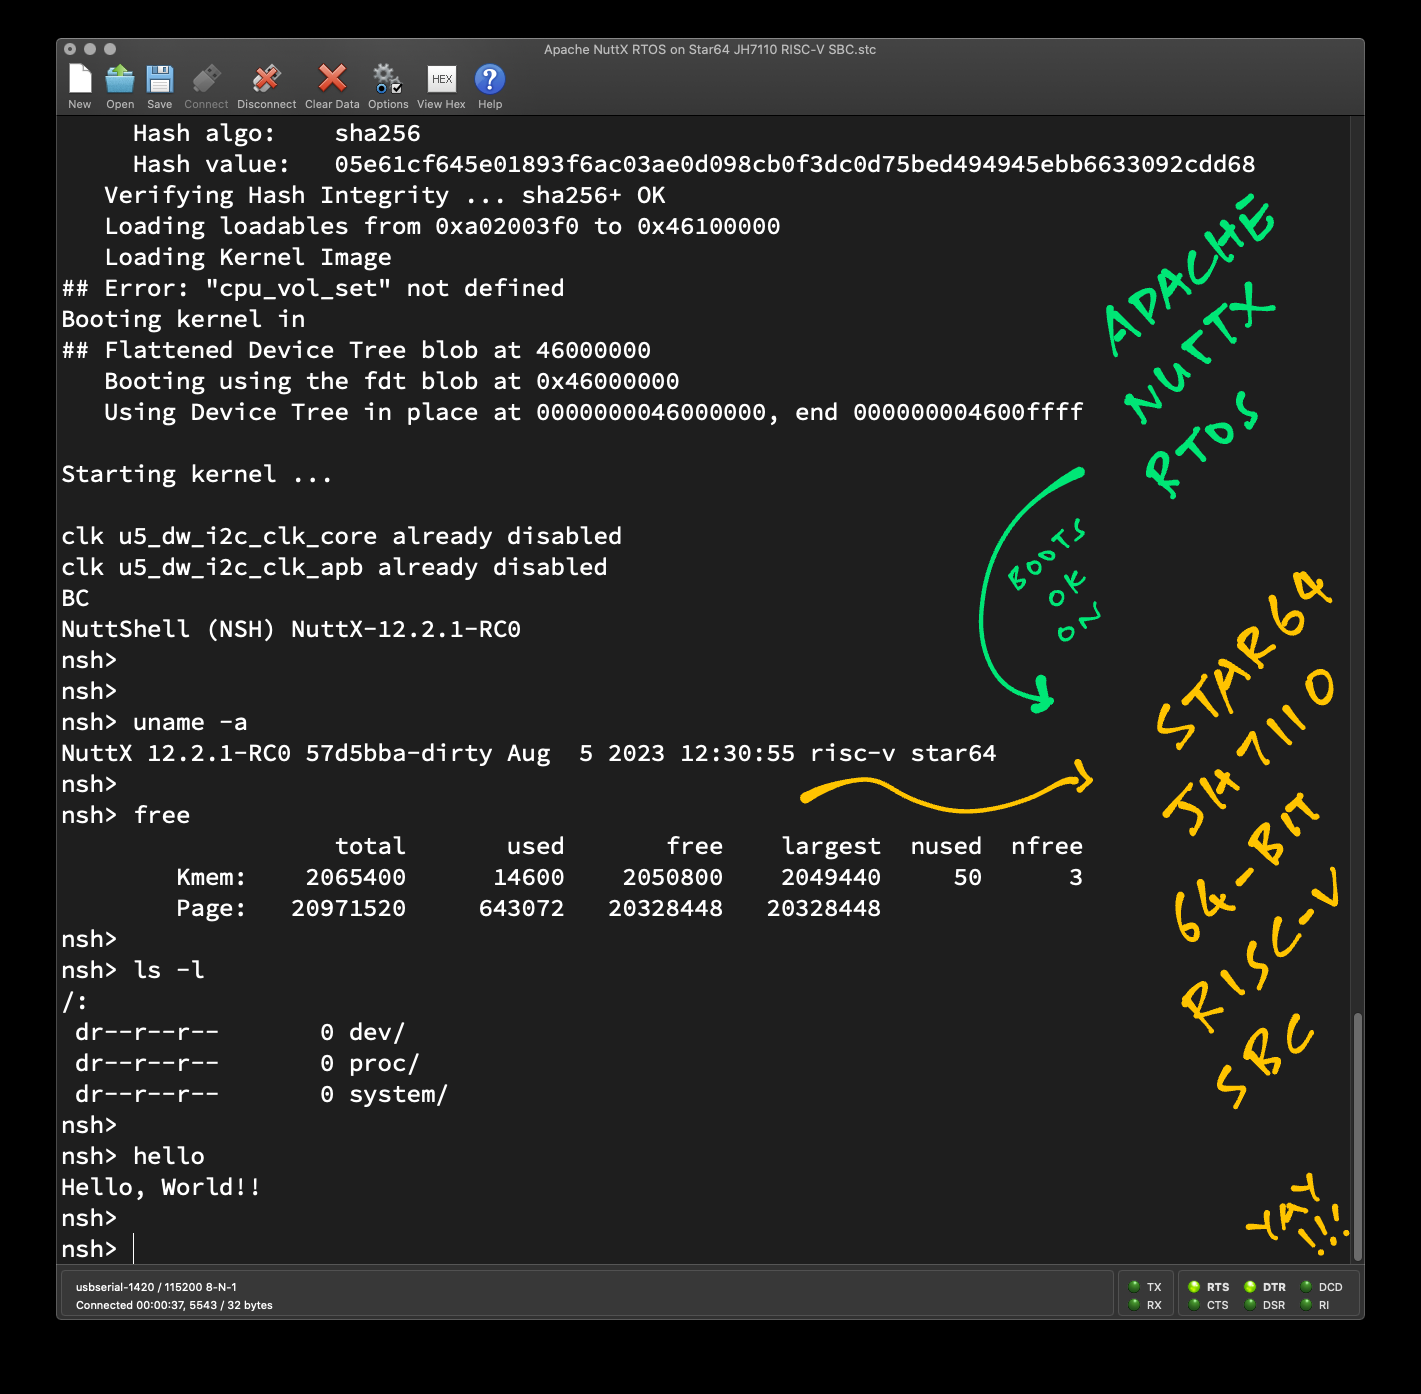 Apache NuttX RTOS on Star64 JH7110 RISC-V SBC.stc
New Open Save Connect Disconnect Clear Data Options View Hex Help
HEX
?
Hash algo: sha256
Hash value: 05e61cf645e01893f6ac03ae0d098cb0f3dc0d75bed494945ebb6633092cdd68
Verifying Hash Integrity ... sha256+ OK
Loading loadables from 0xa02003f0 to 0x46100000
Loading Kernel Image
## Error: "cpu_vol_set" not defined
Booting kernel in
## Flattened Device Tree blob at 46000000
Booting using the fdt blob at 0x46000000
Using Device Tree in place at 0000000046000000, end 000000004600ffff
Starting kernel ...
clk u5_dw_i2c_clk_core already disabled
clk u5_dw_i2c_clk_apb already disabled
BC
NuttShell (NSH) NuttX-12.2.1-RC0
nsh>
nsh>
nsh> uname -a
NuttX 12.2.1-RC0 57d5bba-dirty Aug  5 2023 12:30:55 risc-v star64
nsh>
nsh> free
total used free largest nused nfree
Kmem: 2065400 14600 2050800 2049440 50 3
Page: 20971520 643072 20328448 20328448
nsh>
nsh> ls -l
/:
dr--r--r-- 0 dev/
dr--r--r-- 0 proc/
dr--r--r-- 0 system/
nsh>
nsh> hello
Hello, World!!
nsh>
nsh>
APACHE
NUTTX
RTOS
BOOTS
OK
ON
STAR64
JH7110
64-BIT
RISC-V
SBC
YAY
!!!
usbserial-1420 / 115200 8-N-1
Connected 00:00:37, 5543 / 32 bytes
TX RTS DTR DCD
RX CTS DSR RI